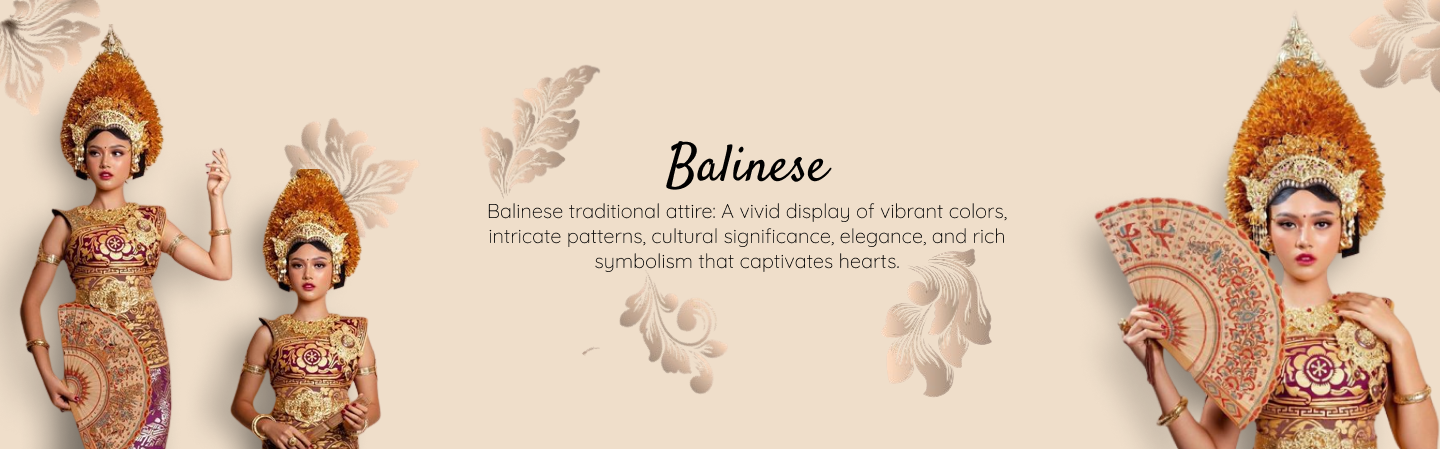 Balinese
Balinese traditional attire: A vivid display of vibrant colors,
intricate patterns, cultural significance, elegance, and rich
symbolism that captivates hearts.